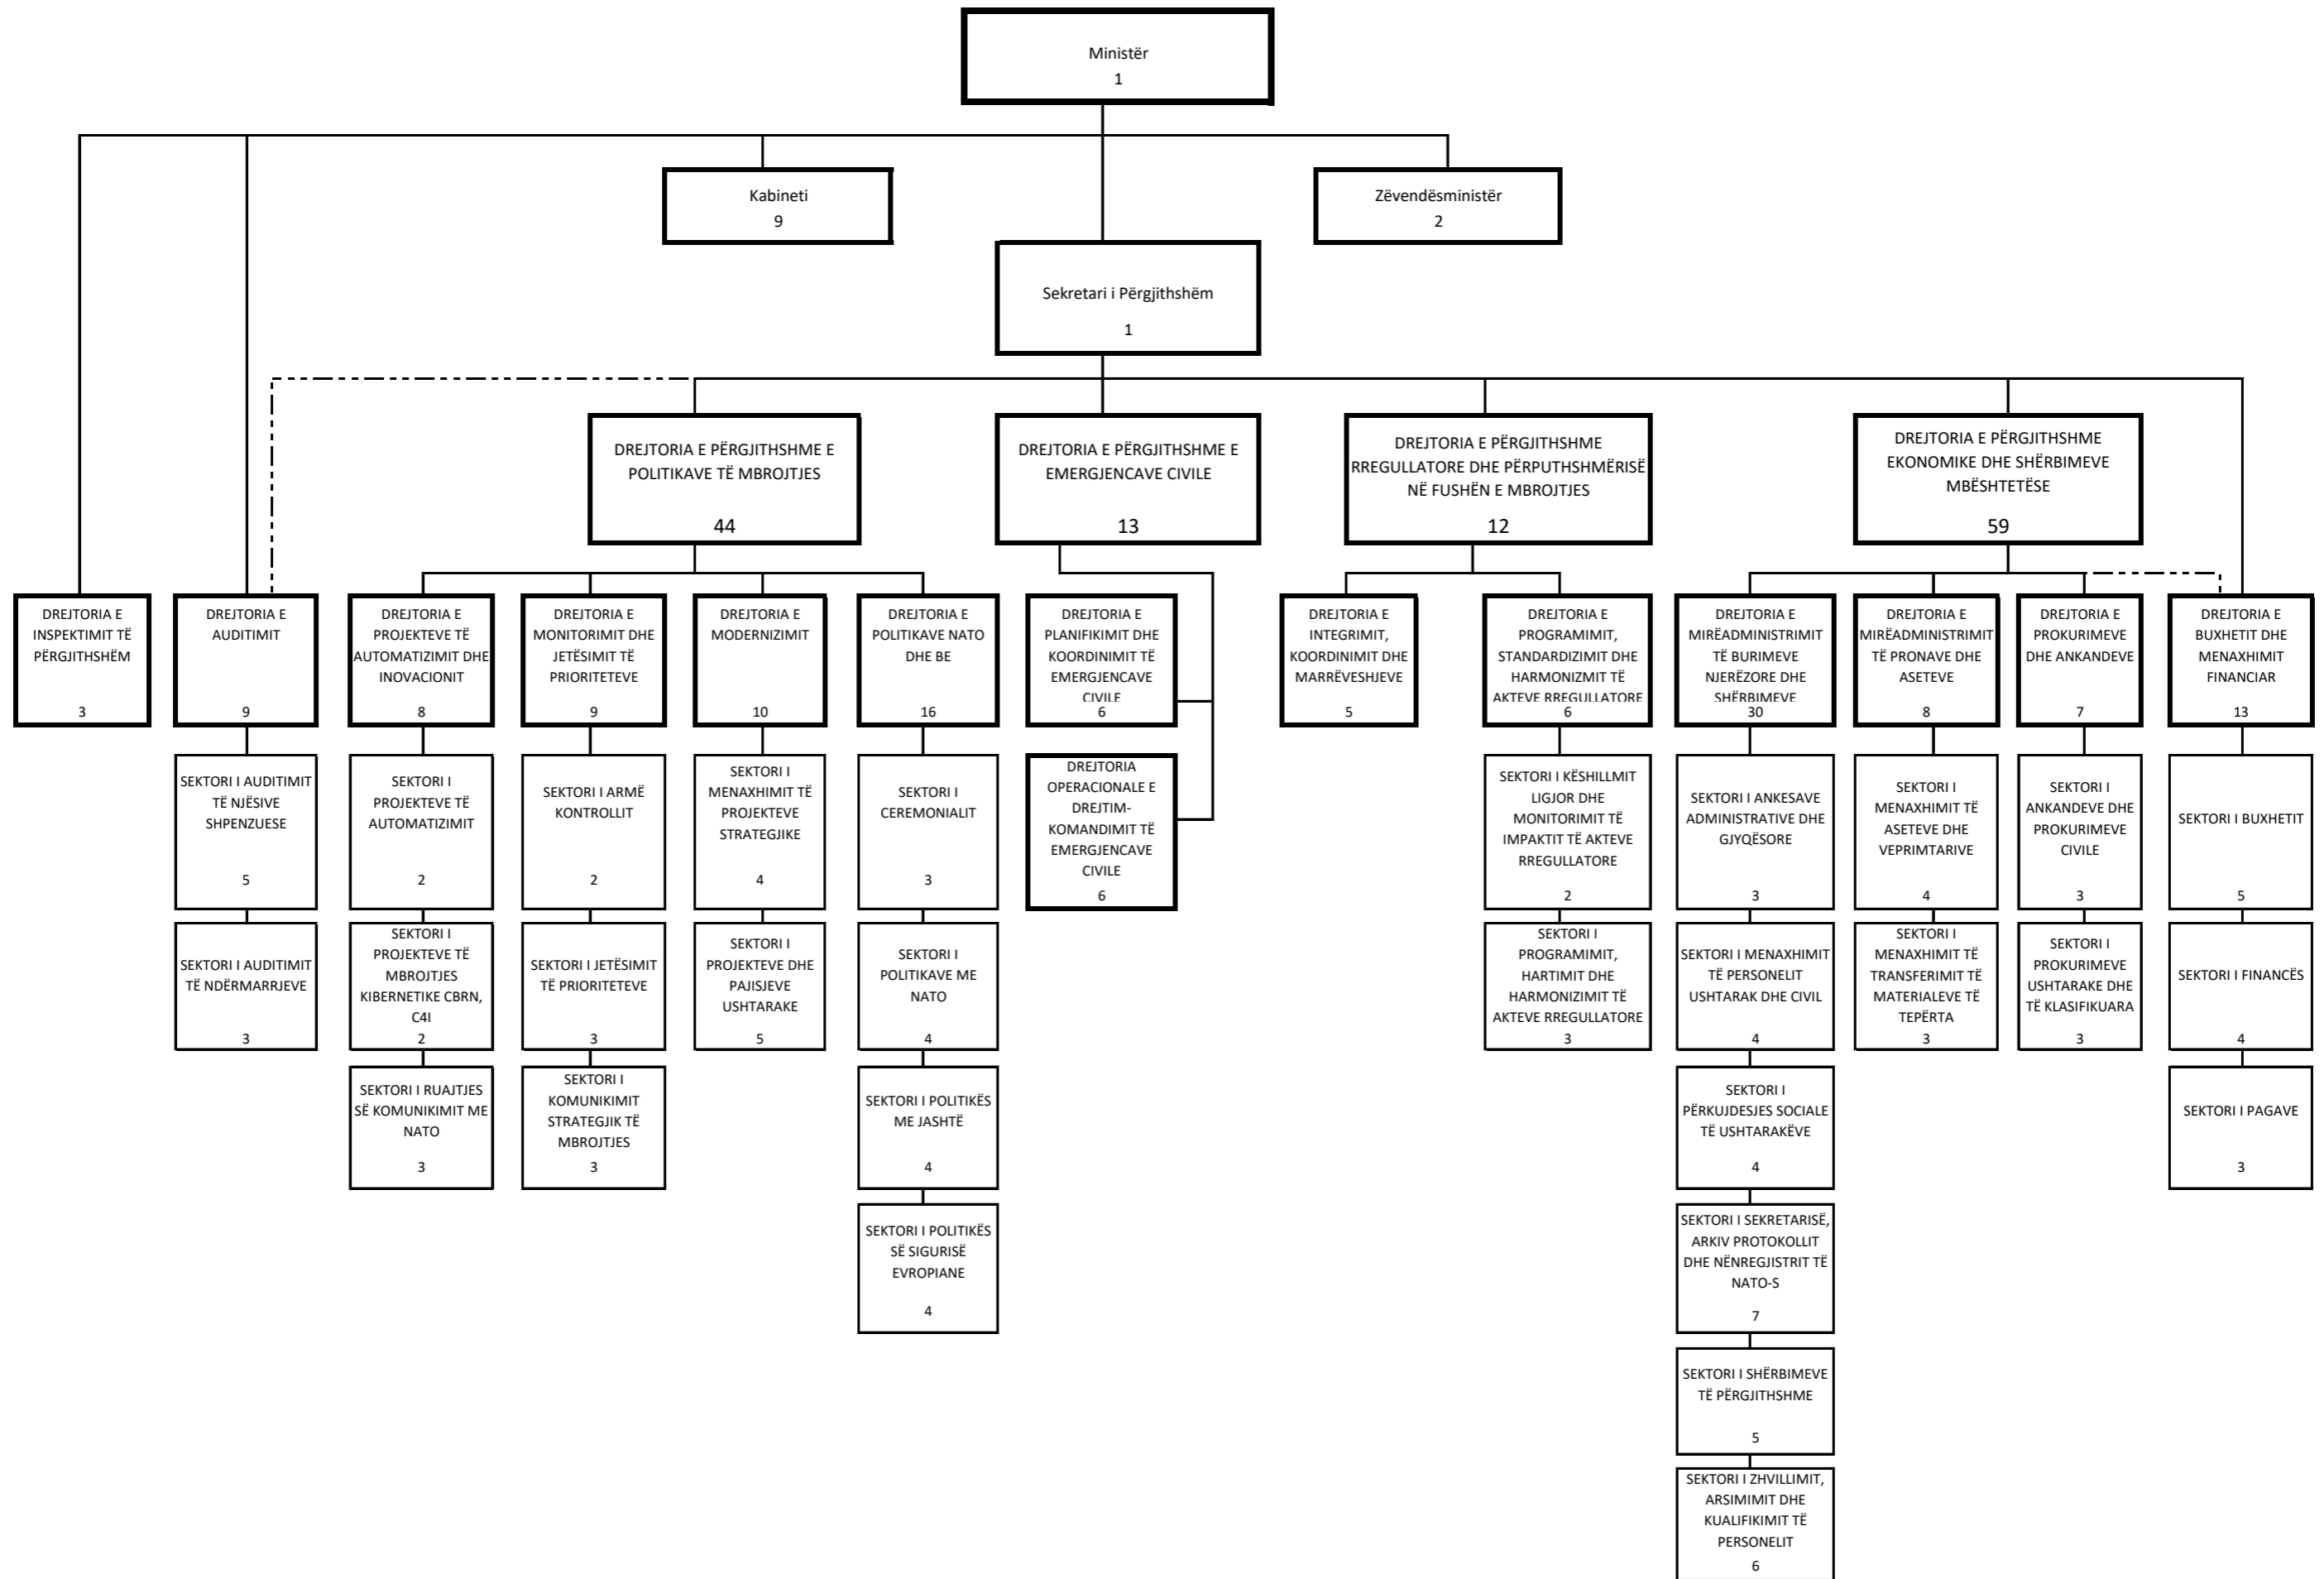 Ministër
1
Kabineti
9
Zëvendësministër
2
Sekretari i Përgjithshëm
1
DREJTORIA E PËRGJITHSHME E
POLITIKAVE TË MBROJTJES
44
DREJTORIA E PËRGJITHSHME E
EMERGJENCAVE CIVILE
13
DREJTORIA E PËRGJITHSHME
RREGULLATORE DHE PËRPUTHSHMËRISË
NË FUSHËN E MBROJTJES
12
DREJTORIA E PËRGJITHSHME
EKONOMIKE DHE SHËRBIMEVE
MBËSHTETËSE
59
DREJTORIA E
INSPEKTIMIT TË
PËRGJITHSHËM
3
DREJTORIA E
AUDITIMIT
9
DREJTORIA E
PROJEKTEVE TË
AUTOMATIZIMIT DHE
INOVACIONIT
8
DREJTORIA E
MONITORIMIT DHE
JETËSIMIT TË
PRIORITETEVE
9
DREJTORIA E
MODERNIZIMIT
10
DREJTORIA E
POLITIKAVE NATO
DHE BE
16
DREJTORIA E
PLANIFIKIMIT DHE
KOORDINIMIT TË
EMERGJENCAVE
CIVILE
6
DREJTORIA E
INTEGRIMIT,
KOORDINIMIT DHE
MARRËVESHJEVE
5
DREJTORIA E
PROGRAMIMIT,
STANDARDIZIMIT DHE
HARMONIZMIT TË
AKTEVE RREGULLATORE
6
DREJTORIA E
MIRËADMINISTRIMIT
TË BURIMEVE
NJERËZORE DHE
SHËRBIMEVE
30
DREJTORIA E
MIRËADMINISTRIMIT
TË PRONAVE DHE
ASETEVE
8
DREJTORIA E
PROKURIMEVE
DHE ANKANDEVE
7
DREJTORIA E
BUXHETIT DHE
MENAXHIMIT
FINANCIAR
13
SEKTORI I AUDITIMIT
TË NJËSIVE
SHPENZUESE
5
SEKTORI I
PROJEKTEVE TË
AUTOMATIZIMIT
2
SEKTORI I ARMË
KONTROLLIT
2
SEKTORI I
MENAXHIMIT TË
PROJEKTEVE
STRATEGJIKE
4
SEKTORI I
CEREMONIALIT
3
DREJTORIA
OPERACIONALE E
DREJTIM-
KOMANDIMIT TË
EMERGJENCAVE
CIVILE
6
SEKTORI I KËSHILLMIT
LIGJOR DHE
MONITORIMIT TË
IMPAKTIT TË AKTEVE
RREGULLATORE
2
SEKTORI I ANKESAVE
ADMINISTRATIVE DHE
GJYQËSORE
3
SEKTORI I
MENAXHIMIT TË
ASETEVE DHE
VEPRIMTARIVE
4
SEKTORI I
ANKANDEVE DHE
PROKURIMEVE
CIVILE
3
SEKTORI I BUXHETIT
5
SEKTORI I AUDITIMIT
TË NDËRMARRJEVE
3
SEKTORI I
PROJEKTEVE TË
MBROJTJES
KIBERNETIKE CBRN,
C4I
2
SEKTORI I JETËSIMIT
TË PRIORITETEVE
3
SEKTORI I
PROJEKTEVE DHE
PAJISJEVE
USHTARAKE
5
SEKTORI I
POLITIKAVE ME
NATO
4
SEKTORI I
PROGRAMIMIT,
HARTIMIT DHE
HARMONIZIMIT TË
AKTEVE RREGULLATORE
3
SEKTORI I MENAXHIMIT
TË PERSONELIT
USHTARAK DHE CIVIL
4
SEKTORI I
MENAXHIMIT TË
TRANSFERIMIT TË
MATERIALEVE TË
TEPËRTA
3
SEKTORI I
PROKURIMEVE
USHTARAKE DHE
TË KLASIFIKUARA
3
SEKTORI I FINANCËS
4
SEKTORI I RUAJTJES
SË KOMUNIKIMIT ME
NATO
3
SEKTORI I
KOMUNIKIMIT
STRATEGJIK TË
MBROJTJES
3
SEKTORI I POLITIKËS
ME JASHTË
4
SEKTORI I
PËRKUJDESJES SOCIALE
TË USHTARAKËVE
4
SEKTORI I PAGAVE
3
SEKTORI I POLITIKËS
SË SIGURISË
EVROPIANE
4
SEKTORI I SEKRETARISË,
ARKIV PROTOKOLLIT
DHE NËNREGJISTRIT TË
NATO-S
7
SEKTORI I SHËRBIMEVE
TË PËRGJITHSHME
5
SEKTORI I ZHVILLIMIT,
ARSIMIMIT DHE
KUALIFIKIMIT TË
PERSONELIT
6